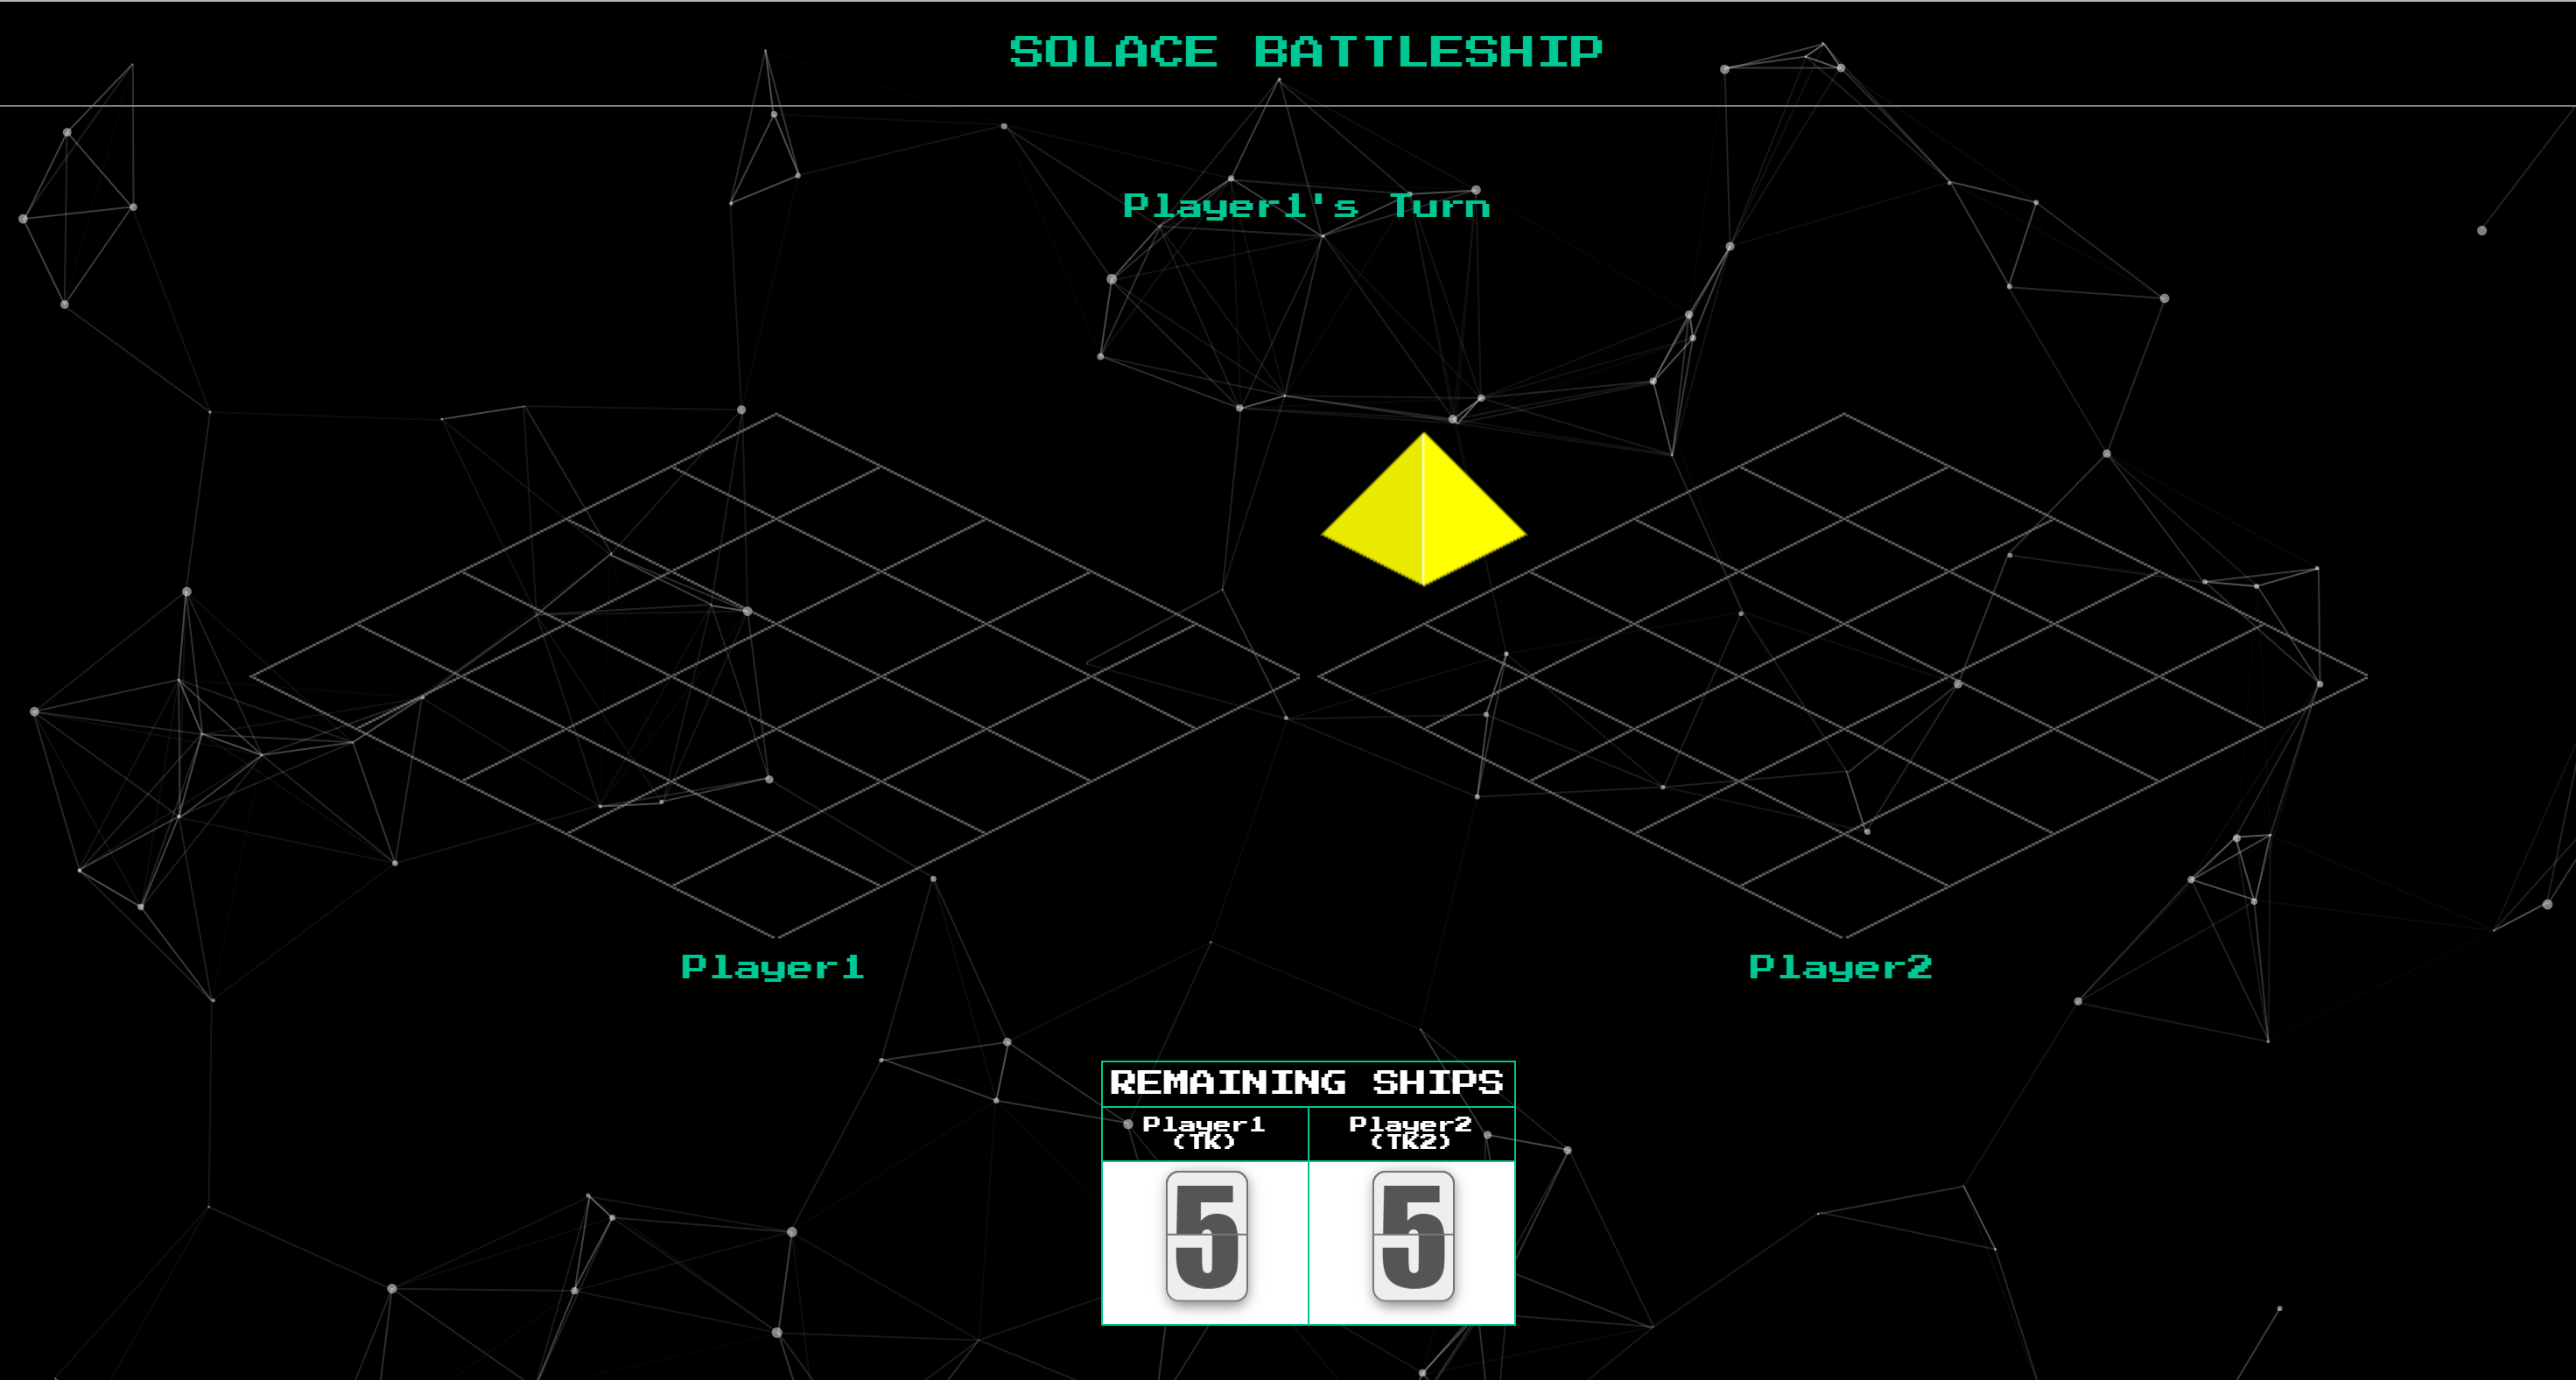 SOLACE BATTLESHIP
Player1's Turn
Player1
Player2
REMAINING SHIPS
Player1
(TK)
Player2
(TK2)
5
5